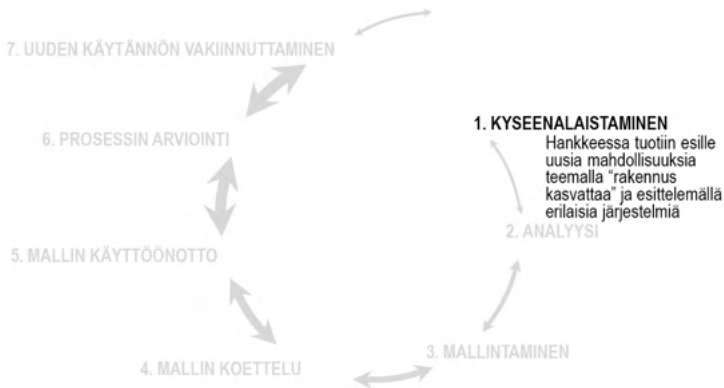 1. KYSEENALAISTAMINEN
Hankkeessa tuotiin esille
uusia mahdollisuuksia
teemalla “rakennus
kasvattaa” ja esittelemällä
erilaisia järjestelmiä
2. ANALYYSI
3. MALLINTAMINEN
4. MALLIN KOETTELU
5. MALLIN KÄYTTÖÖNOTTO
6. PROSESSIN ARVIOINTI
7. UUDEN KÄYTÄNNÖN VAKIINNUTTAMINEN